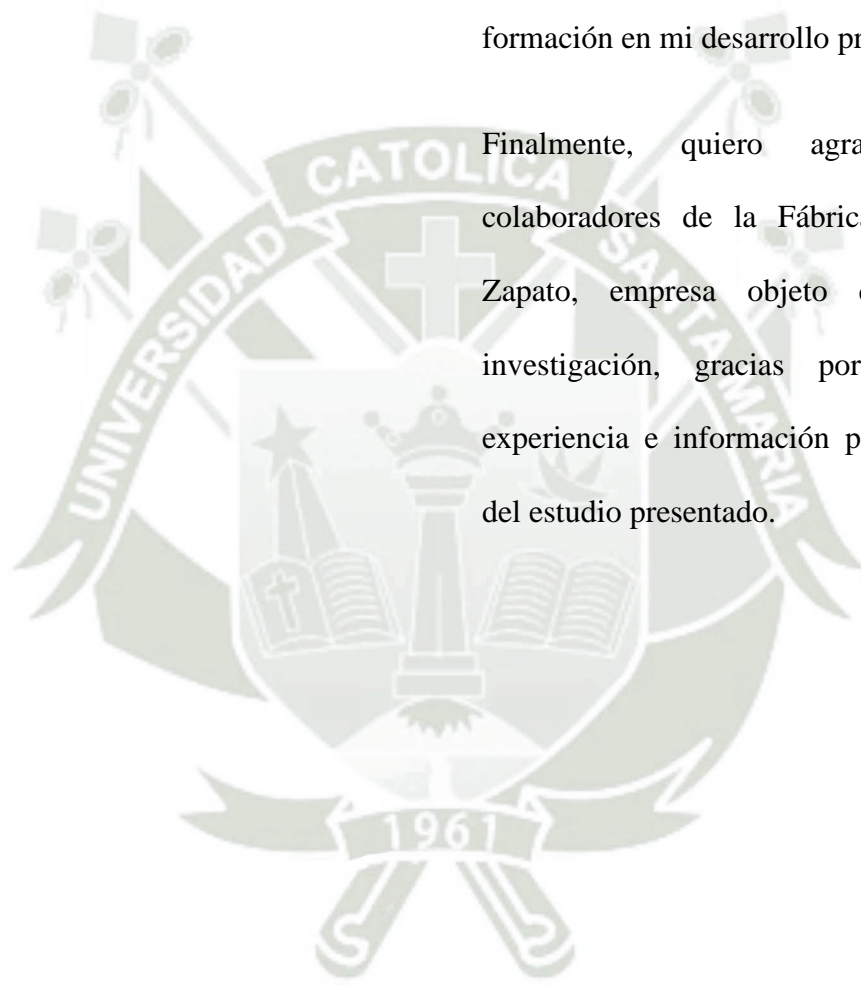 formación en mi desarrollo pr
Finalmente, quiero agra
colaboradores de la Fábrica
Zapato, empresa objeto
investigación, gracias por
experiencia e información p
del estudio presentado.
UNIVERSIDAD CATOLICA SANTA MARIA
1961